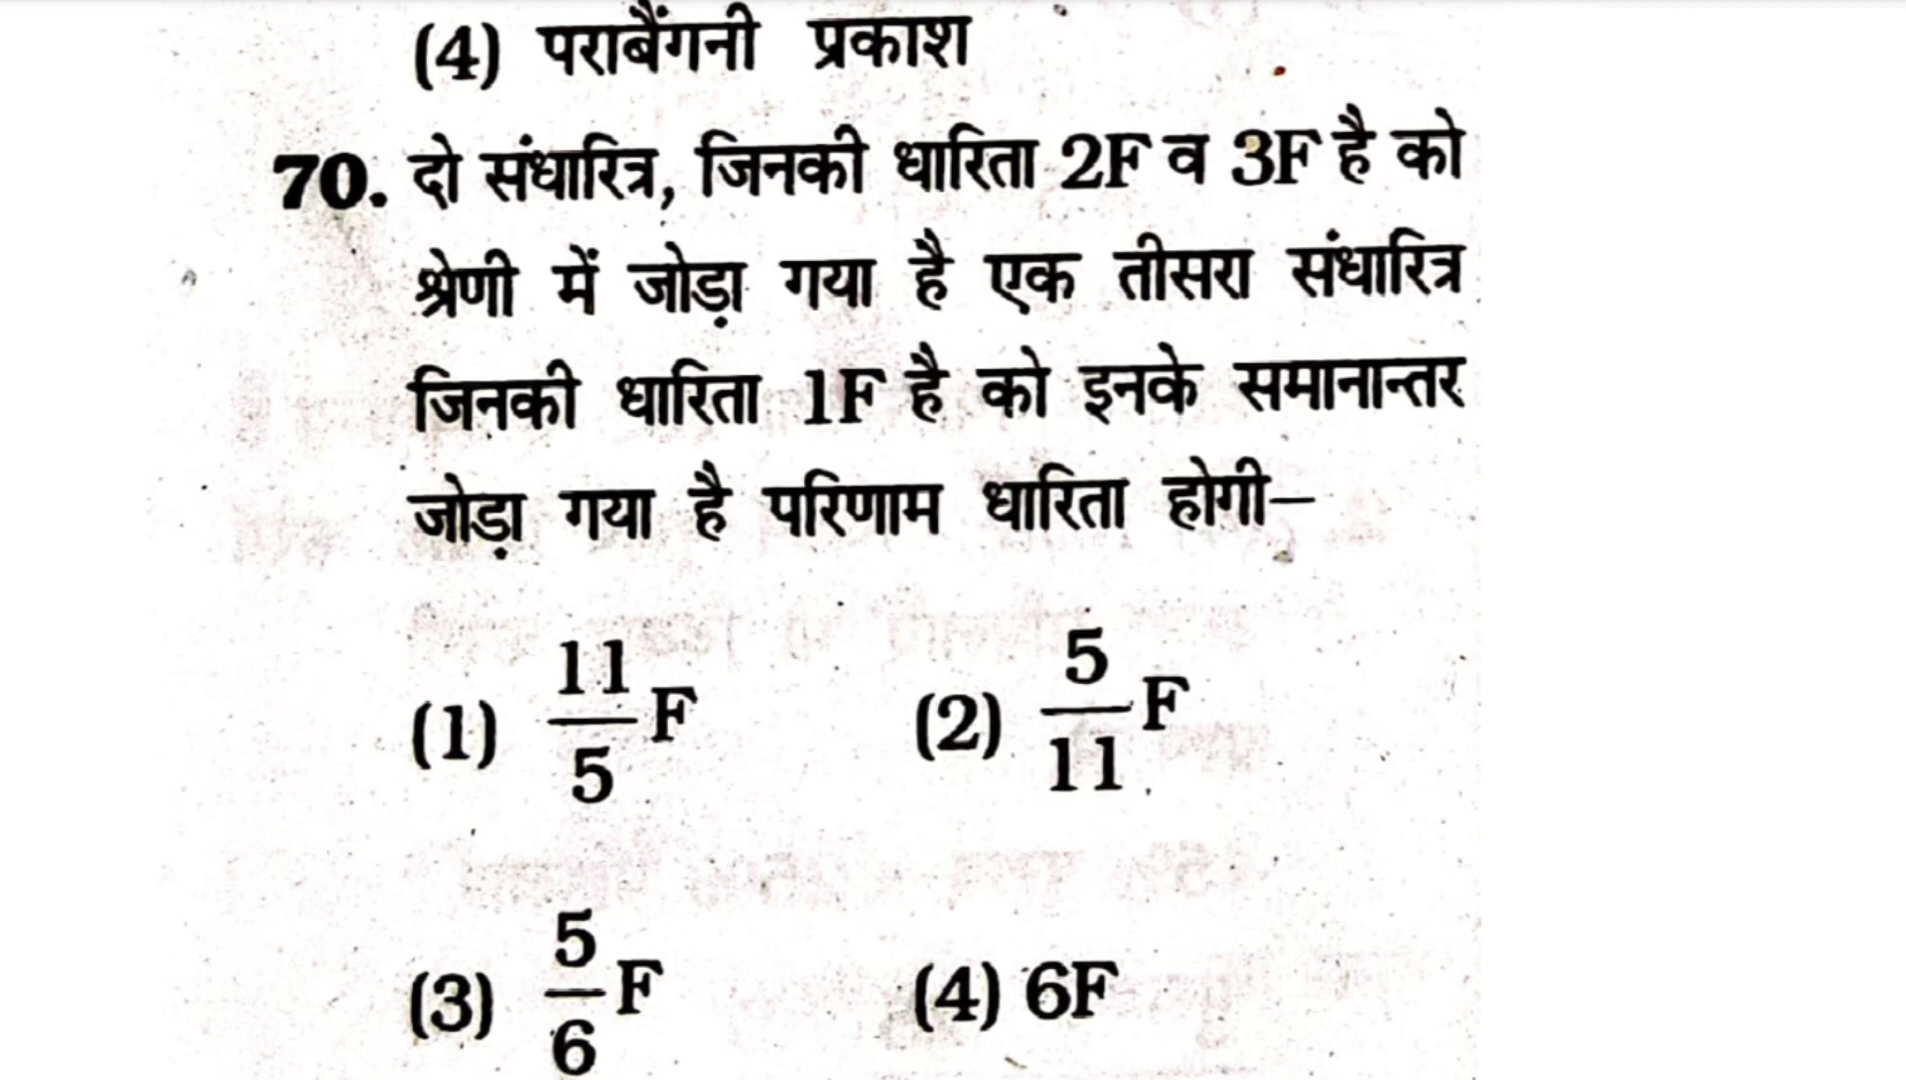 (4) पराबैंगनी प्रकाश
70. दो संधारित्र, जिनकी धारिता 2F व 3F है को
श्रेणी में जोड़ा गया है एक तीसरा संधारित्र
जिनकी धारिता 1F है को इनके समानान्तर
जोड़ा गया है परिणाम धारिता होगी–
(1) 11/5 F (2) 5/11 F
(3) 5/6 F (4) 6F